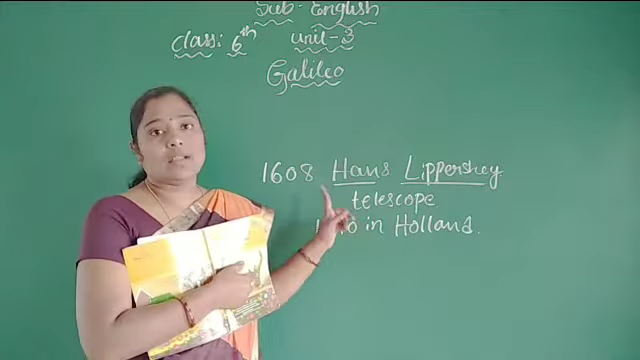 Sub- English
Class: 6th Unit-3
Galileo
1608 Hans Lippershey
telescope
in Holland.